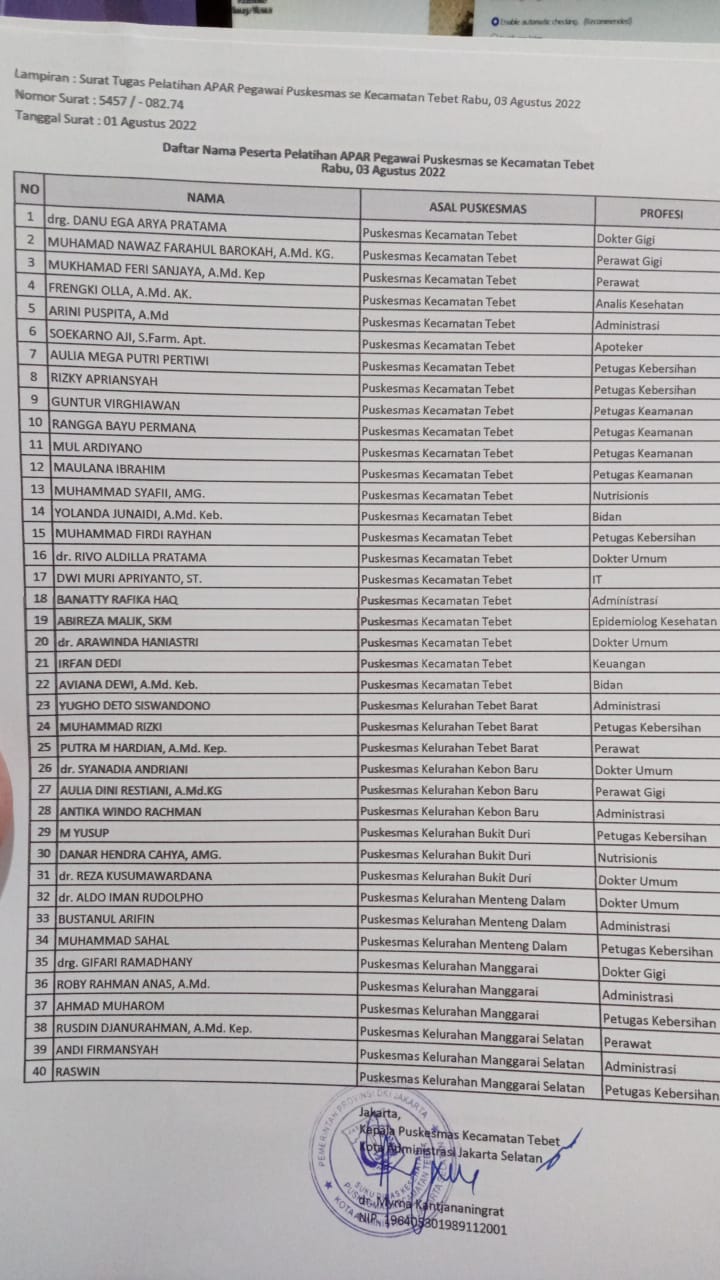 Enable automatic checking. (Recommended)
Lampiran : Surat Tugas Pelatihan APAR Pegawai Puskesmas se Kecamatan Tebet Rabu, 03 Agustus 2022
Nomor Surat : 5457 / - 082.74
Tanggal Surat : 01 Agustus 2022
Daftar Nama Peserta Pelatihan APAR Pegawai Puskesmas se Kecamatan Tebet
Rabu, 03 Agustus 2022
NO NAMA ASAL PUSKESMAS PROFESI
1 drg. DANU EGA ARYA PRATAMA Puskesmas Kecamatan Tebet Dokter Gigi
2 MUHAMAD NAWAZ FARAHUL BAROKAH, A.Md. KG. Puskesmas Kecamatan Tebet Perawat Gigi
3 MUKHAMAD FERI SANJAYA, A.Md. Kep Puskesmas Kecamatan Tebet Perawat
4 FRENGKI OLLA, A.Md. AK. Puskesmas Kecamatan Tebet Analis Kesehatan
5 ARINI PUSPITA, A.Md Puskesmas Kecamatan Tebet Administrasi
6 SOEKARNO AJI, S.Farm. Apt. Puskesmas Kecamatan Tebet Apoteker
7 AULIA MEGA PUTRI PERTIWI Puskesmas Kecamatan Tebet Petugas Kebersihan
8 RIZKY APRIANSYAH Puskesmas Kecamatan Tebet Petugas Kebersihan
9 GUNTUR VIRGHIAWAN Puskesmas Kecamatan Tebet Petugas Keamanan
10 RANGGA BAYU PERMANA Puskesmas Kecamatan Tebet Petugas Keamanan
11 MUL ARDIYANO Puskesmas Kecamatan Tebet Petugas Keamanan
12 MAULANA IBRAHIM Puskesmas Kecamatan Tebet Petugas Keamanan
13 MUHAMMAD SYAFII, AMG. Puskesmas Kecamatan Tebet Nutrisionis
14 YOLANDA JUNAIDI, A.Md. Keb. Puskesmas Kecamatan Tebet Bidan
15 MUHAMMAD FIRDI RAYHAN Puskesmas Kecamatan Tebet Petugas Kebersihan
16 dr. RIVO ALDILLA PRATAMA Puskesmas Kecamatan Tebet Dokter Umum
17 DWI MURI APRIYANTO, ST. Puskesmas Kecamatan Tebet IT
18 BANATTY RAFIKA HAQ Puskesmas Kecamatan Tebet Administrasi
19 ABIREZA MALIK, SKM Puskesmas Kecamatan Tebet Epidemiolog Kesehatan
20 dr. ARAWINDA HANIASTRI Puskesmas Kecamatan Tebet Dokter Umum
21 IRFAN DEDI Puskesmas Kecamatan Tebet Keuangan
22 AVIANA DEWI, A.Md. Keb. Puskesmas Kecamatan Tebet Bidan
23 YUGHO DETO SISWANDONO Puskesmas Kelurahan Tebet Barat Administrasi
24 MUHAMMAD RIZKI Puskesmas Kelurahan Tebet Barat Petugas Kebersihan
25 PUTRA M HARDIAN, A.Md. Kep. Puskesmas Kelurahan Tebet Barat Perawat
26 dr. SYANADIA ANDRIANI Puskesmas Kelurahan Kebon Baru Dokter Umum
27 AULIA DINI RESTIANI, A.Md.KG Puskesmas Kelurahan Kebon Baru Perawat Gigi
28 ANTIKA WINDO RACHMAN Puskesmas Kelurahan Kebon Baru Administrasi
29 M YUSUP Puskesmas Kelurahan Bukit Duri Petugas Kebersihan
30 DANAR HENDRA CAHYA, AMG. Puskesmas Kelurahan Bukit Duri Nutrisionis
31 dr. REZA KUSUMAWARDANA Puskesmas Kelurahan Bukit Duri Dokter Umum
32 dr. ALDO IMAN RUDOLPHO Puskesmas Kelurahan Menteng Dalam Dokter Umum
33 BUSTANUL ARIFIN Puskesmas Kelurahan Menteng Dalam Administrasi
34 MUHAMMAD SAHAL Puskesmas Kelurahan Menteng Dalam Petugas Kebersihan
35 drg. GIFARI RAMADHANY Puskesmas Kelurahan Manggarai Dokter Gigi
36 ROBY RAHMAN ANAS, A.Md. Puskesmas Kelurahan Manggarai Administrasi
37 AHMAD MUHAROM Puskesmas Kelurahan Manggarai Petugas Kebersihan
38 RUSDIN DJANURAHMAN, A.Md. Kep. Puskesmas Kelurahan Manggarai Selatan Perawat
39 ANDI FIRMANSYAH Puskesmas Kelurahan Manggarai Selatan Administrasi
40 RASWIN Puskesmas Kelurahan Manggarai Selatan Petugas Kebersihan
Jakarta,
Kepala Puskesmas Kecamatan Tebet
Kota Administrasi Jakarta Selatan
PEMERINTAH PROVINSI DKI JAKARTA
dr. Myrna Kantjananingrat
NIP. 196405301989112001